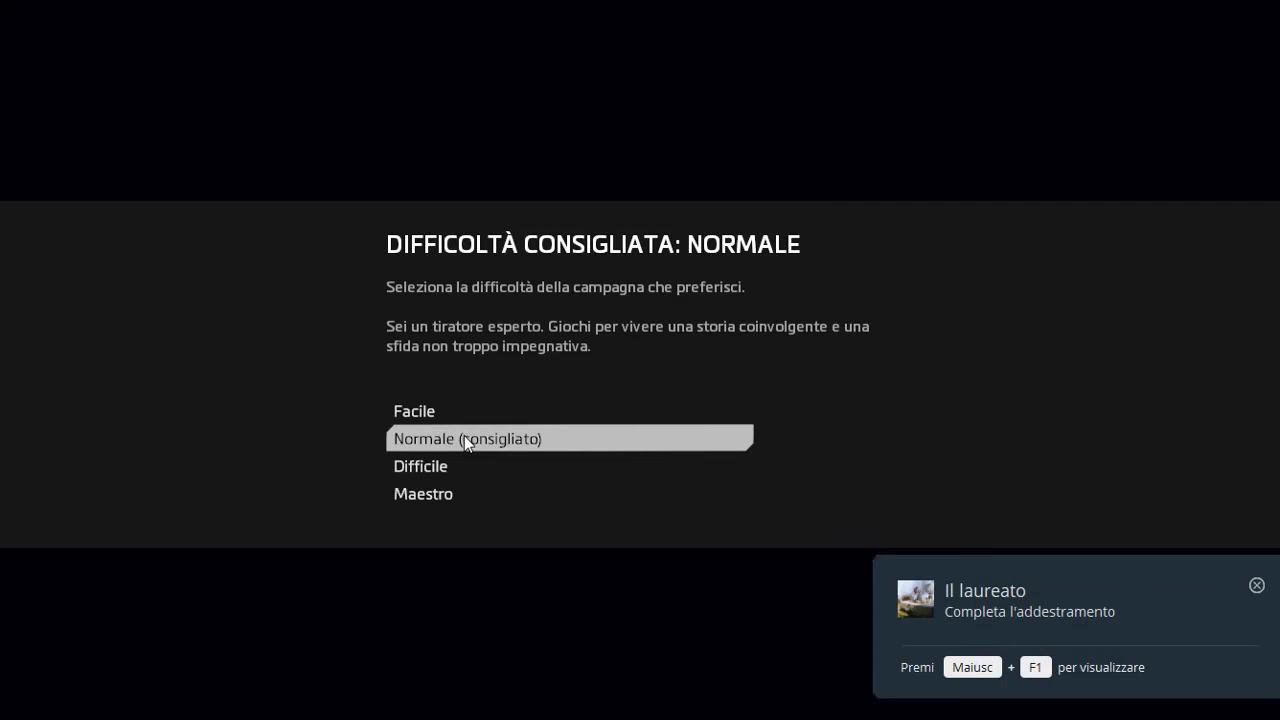 DIFFICOLTÀ CONSIGLIATA: NORMALE
Seleziona la difficoltà della campagna che preferisci.
Sei un tiratore esperto. Giochi per vivere una storia coinvolgente e una
sfida non troppo impegnativa.
Facile
Normale (consigliato)
Difficile
Maestro
Il laureato
Completa l'addestramento
Premi Maiusc + F1 per visualizzare